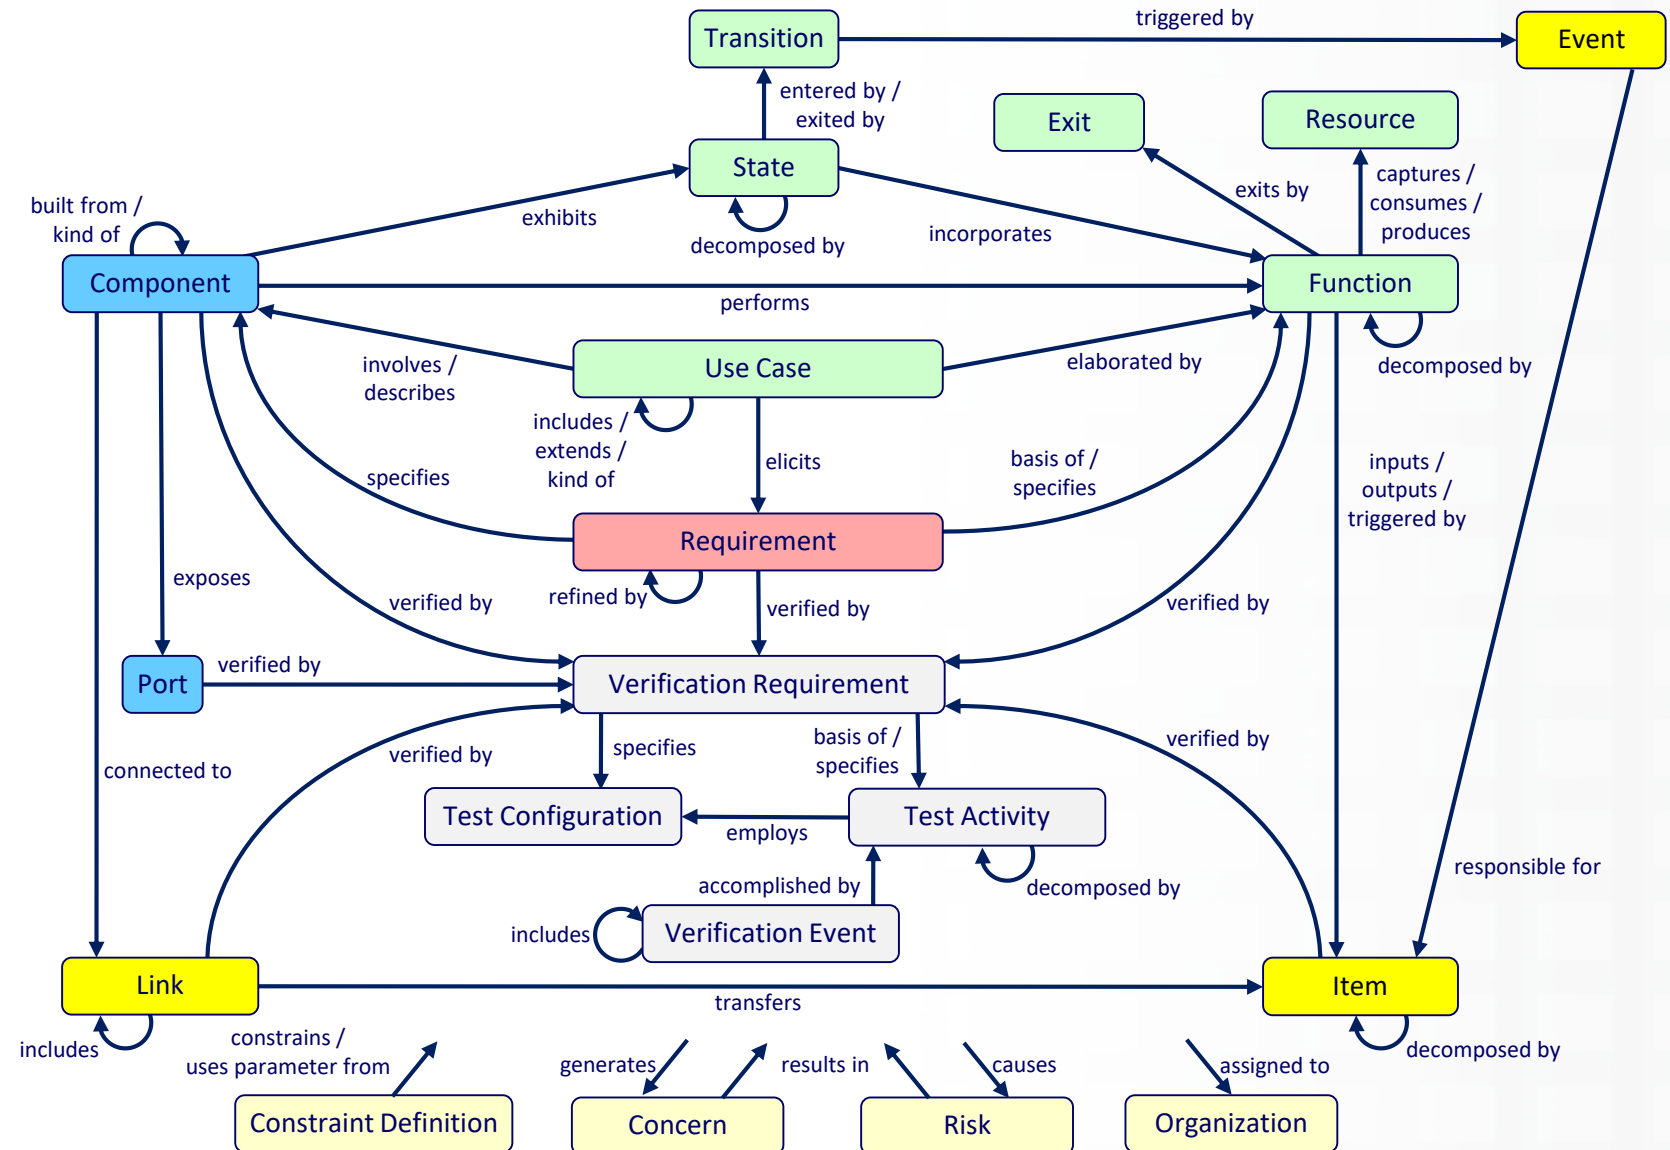 triggered by
Transition
Event
entered by /
exited by
Exit
Resource
State
exits by
captures /
consumes /
produces
built from /
kind of
exhibits
decomposed by
incorporates
Component
performs
Function
involves /
describes
Use Case
elaborated by
decomposed by
includes /
extends /
kind of
elicits
specifies
basis of /
specifies
inputs /
outputs /
triggered by
Requirement
exposes
refined by
verified by
verified by
verified by
Port
verified by
Verification Requirement
verified by
specifies
basis of /
specifies
verified by
connected to
Test Configuration
employs
Test Activity
accomplished by
decomposed by
responsible for
includes
Verification Event
Link
transfers
Item
includes
constrains /
uses parameter from
generates
results in
causes
assigned to
decomposed by
Constraint Definition
Concern
Risk
Organization